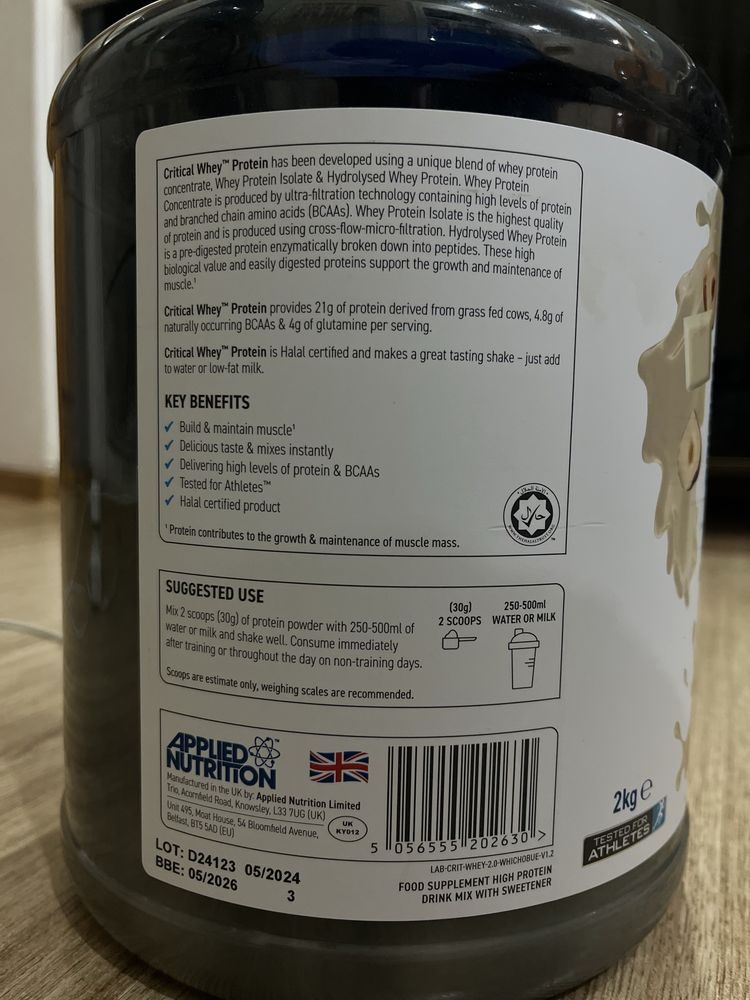 Critical Whey™ Protein has been developed using a unique blend of whey protein
concentrate, Whey Protein Isolate & Hydrolysed Whey Protein. Whey Protein
Concentrate is produced by ultra-filtration technology containing high levels of protein
and branched chain amino acids (BCAAs). Whey Protein Isolate is the highest quality
of protein and is produced using cross-flow-micro-filtration. Hydrolysed Whey Protein
is a pre-digested protein enzymatically broken down into peptides. These high
biological value and easily digested proteins support the growth and maintenance of
muscle.¹
Critical Whey™ Protein provides 21g of protein derived from grass fed cows, 4.8g of
naturally occurring BCAAs & 4g of glutamine per serving.
Critical Whey™ Protein is Halal certified and makes a great tasting shake – just add
to water or low-fat milk.
KEY BENEFITS
✓ Build & maintain muscle¹
✓ Delicious taste & mixes instantly
✓ Delivering high levels of protein & BCAAs
✓ Tested for Athletes™
✓ Halal certified product
¹ Protein contributes to the growth & maintenance of muscle mass.
حلال
SUGGESTED USE
Mix 2 scoops (30g) of protein powder with 250-500ml of
water or milk and shake well. Consume immediately
after training or throughout the day on non-training days.
Scoops are estimate only, weighing scales are recommended.
(30g)
2 SCOOPS
250-500ml
WATER OR MILK
APPLIED
NUTRITION™
Manufactured in the UK by: Applied Nutrition Limited
Trio, Acornfield Road, Knowsley, L33 7UG (UK)
Unit 495, Moat House, 54 Bloomfield Avenue,
Belfast, BT5 5AD (EU)
UK
KY012
5 056555 202630 >
LAB-CRIT-WHEY-2.0-WHICHOBUE-V1.2
FOOD SUPPLEMENT HIGH PROTEIN
DRINK MIX WITH SWEETENER
LOT: D24123 05/2024
BBE: 05/2026 3
2kg e
TESTED FOR
ATHLETES